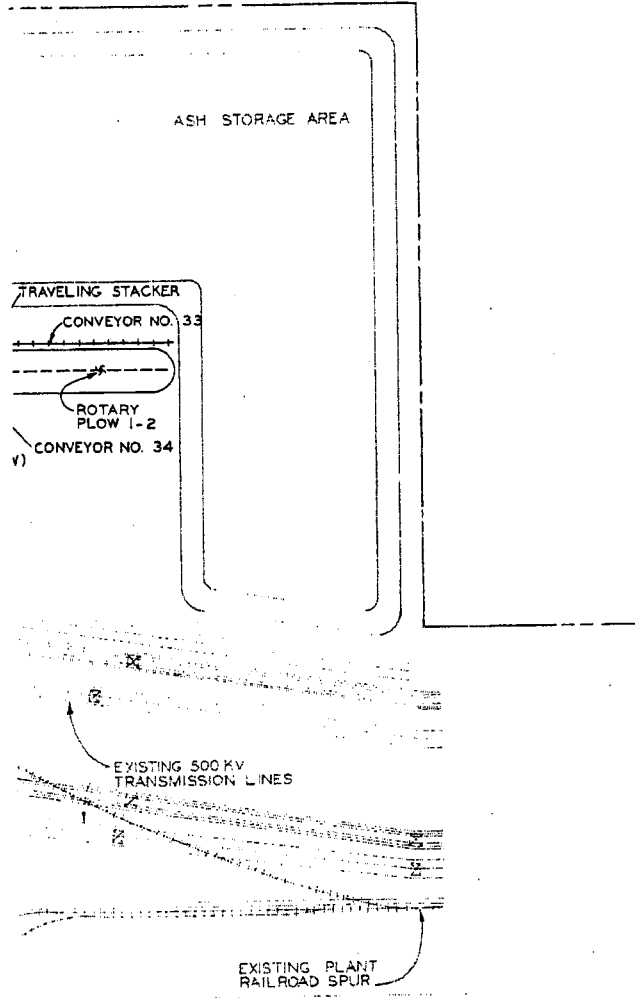 ASH STORAGE AREA
TRAVELING STACKER
CONVEYOR NO. 33
ROTARY
PLOW 1-2
CONVEYOR NO. 34
V)
EXISTING 500 KV
TRANSMISSION LINES
EXISTING PLANT
RAILROAD SPUR